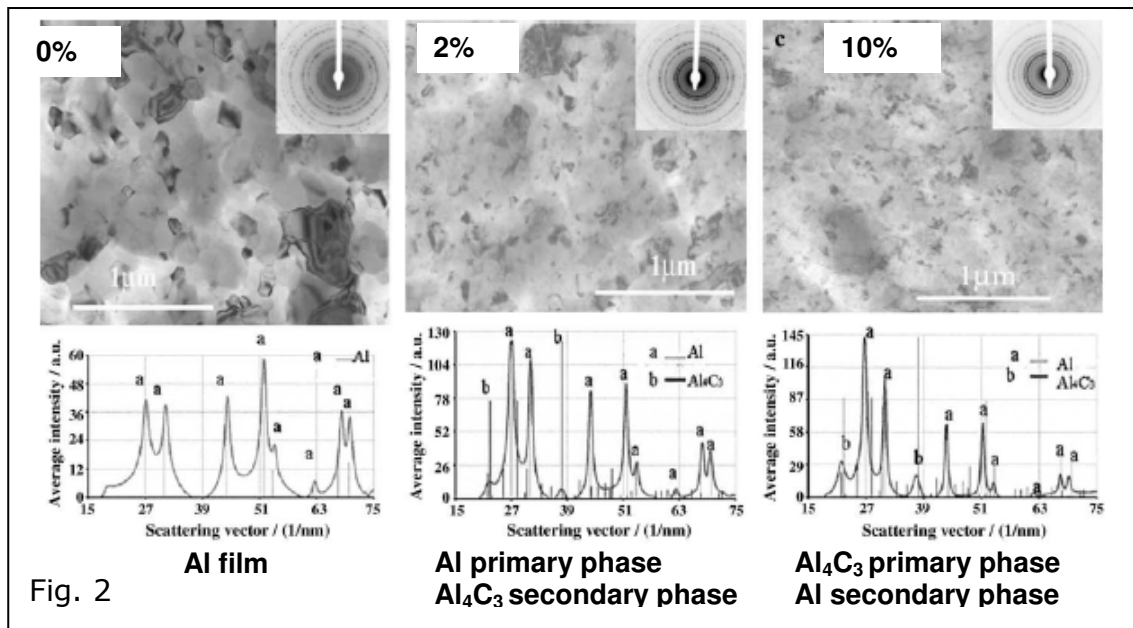 0%
2%
c
10%
1µm
1µm
1µm
Average intensity / a.u.
60
48
36
24
12
0
a
a
a
a
a
a
a
a
a
Al
15
27
39
51
63
75
Scattering vector / (1/nm)
Average intensity / a.u.
130
104
78
52
26
0
b
a
a
b
a
a
a
a
a
a
a
Al
b
Al₄C₃
15
27
39
51
63
75
Scattering vector / (1/nm)
Average intensity / a.u.
145
116
87
58
29
0
b
a
a
b
a
a
a
a
a
a
a
Al
b
Al₄C₃
15
27
39
51
63
75
Scattering vector / (1/nm)
Al film
Al primary phase
Al₄C₃ secondary phase
Al₄C₃ primary phase
Al secondary phase
Fig. 2